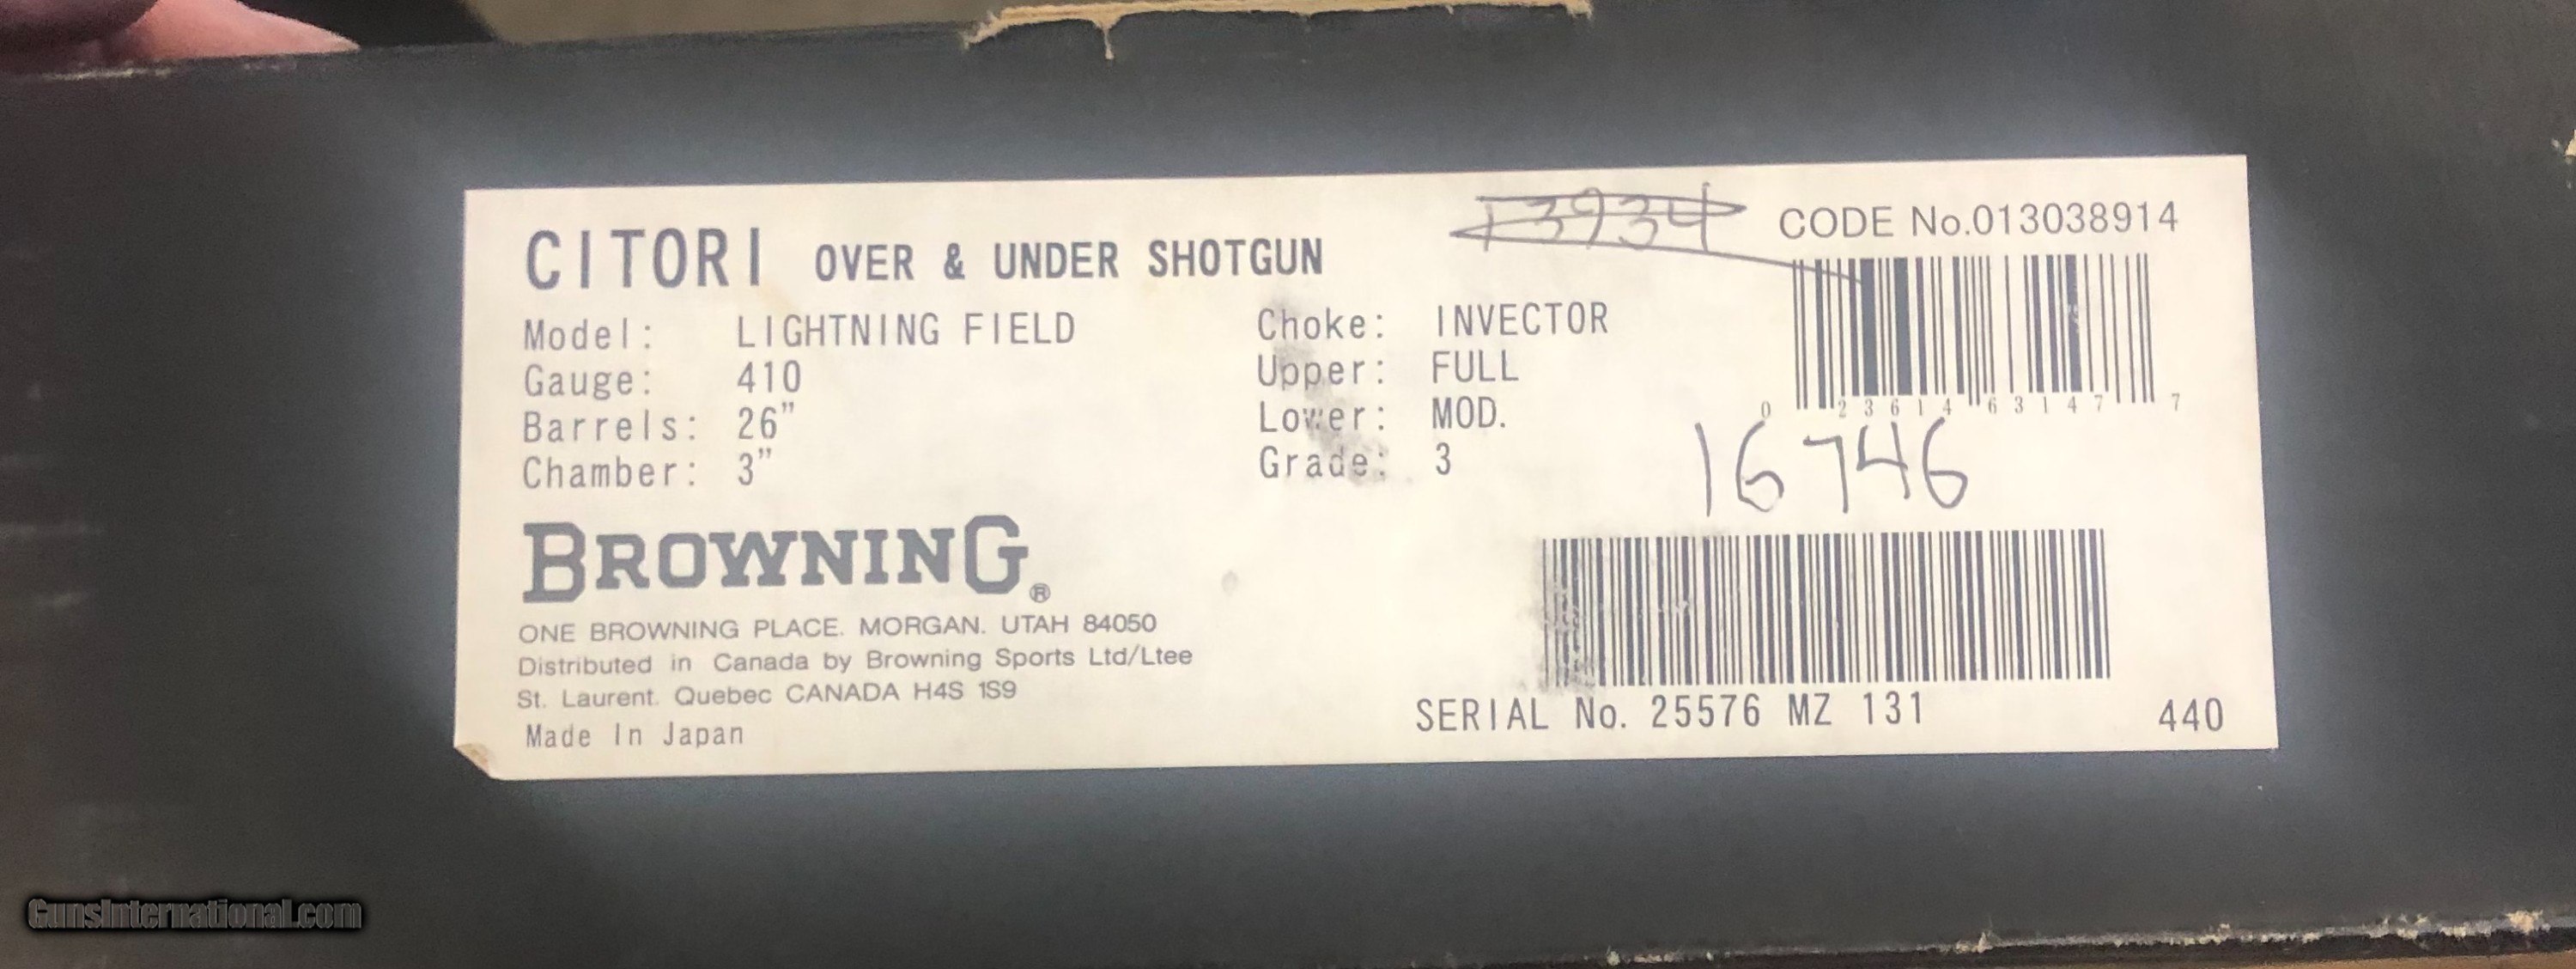 CITORI OVER & UNDER SHOTGUN
13934
CODE No.013038914
Model: LIGHTNING FIELD
Gauge: 410
Barrels: 26"
Chamber: 3"
Choke: INVECTOR
Upper: FULL
Lower: MOD.
Grade: 3
0 23614 63147 7
16746
BROWNING®
ONE BROWNING PLACE. MORGAN. UTAH 84050
Distributed in Canada by Browning Sports Ltd/Ltee
St. Laurent. Quebec CANADA H4S 1S9
Made In Japan
SERIAL No. 25576 MZ 131
440
GunsInternational.com